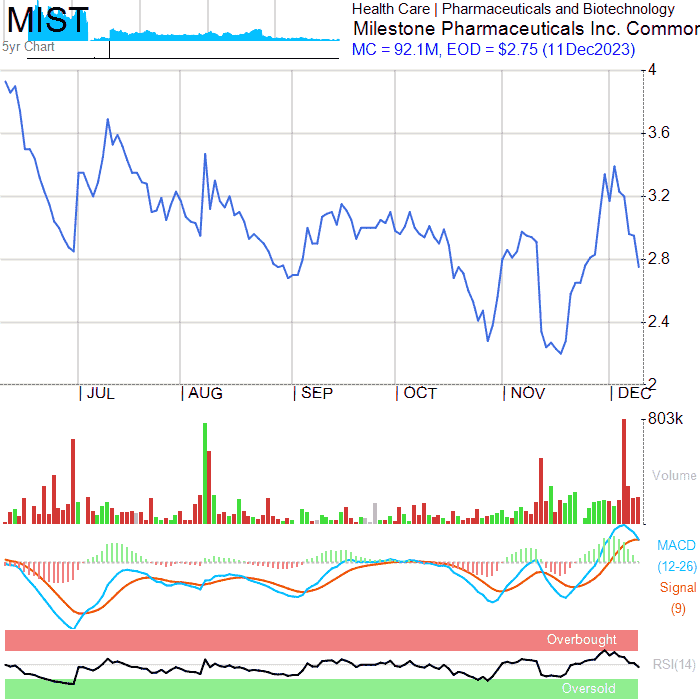 MIST
5yr Chart
Health Care | Pharmaceuticals and Biotechnology
Milestone Pharmaceuticals Inc. Common
MC = 92.1M, EOD = $2.75 (11Dec2023)
4
3.6
3.2
2.8
2.4
2
JUL AUG SEP OCT NOV DEC
803k
Volume
MACD
(12-26)
Signal
(9)
Overbought
RSI(14)
Oversold